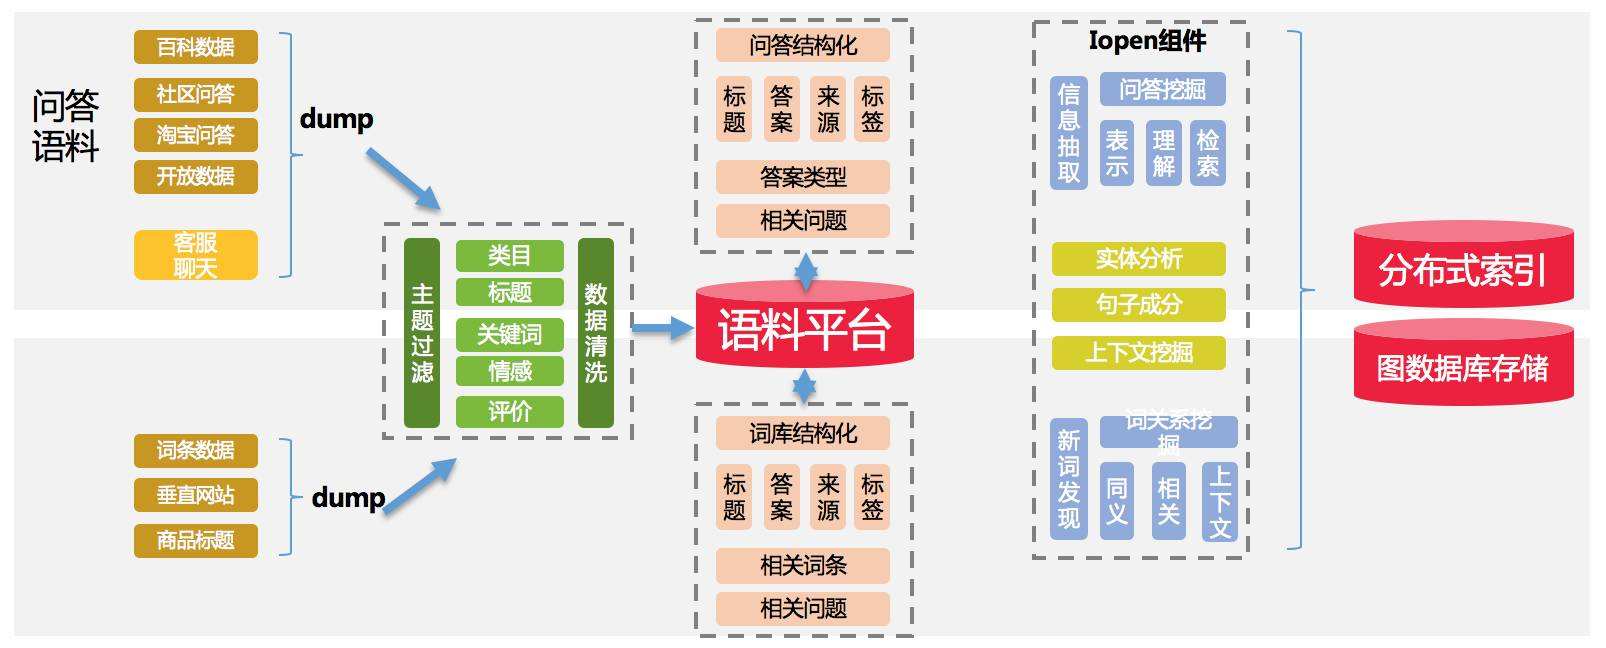 问答
语料
百科数据
社区问答
淘宝问答
开放数据
客服
聊天
dump
词条数据
垂直网站
商品标题
dump
主题过滤
类目
标题
关键词
情感
评价
数据清洗
问答结构化
标题
答案
来源
标签
答案类型
相关问题
语料平台
词库结构化
标题
答案
来源
标签
相关词条
相关问题
Iopen组件
信息抽取
问答挖掘
表示
理解
检索
实体分析
句子成分
上下文挖掘
新词发现
词关系挖
掘
同义
相关
上下文
分布式索引
图数据库存储